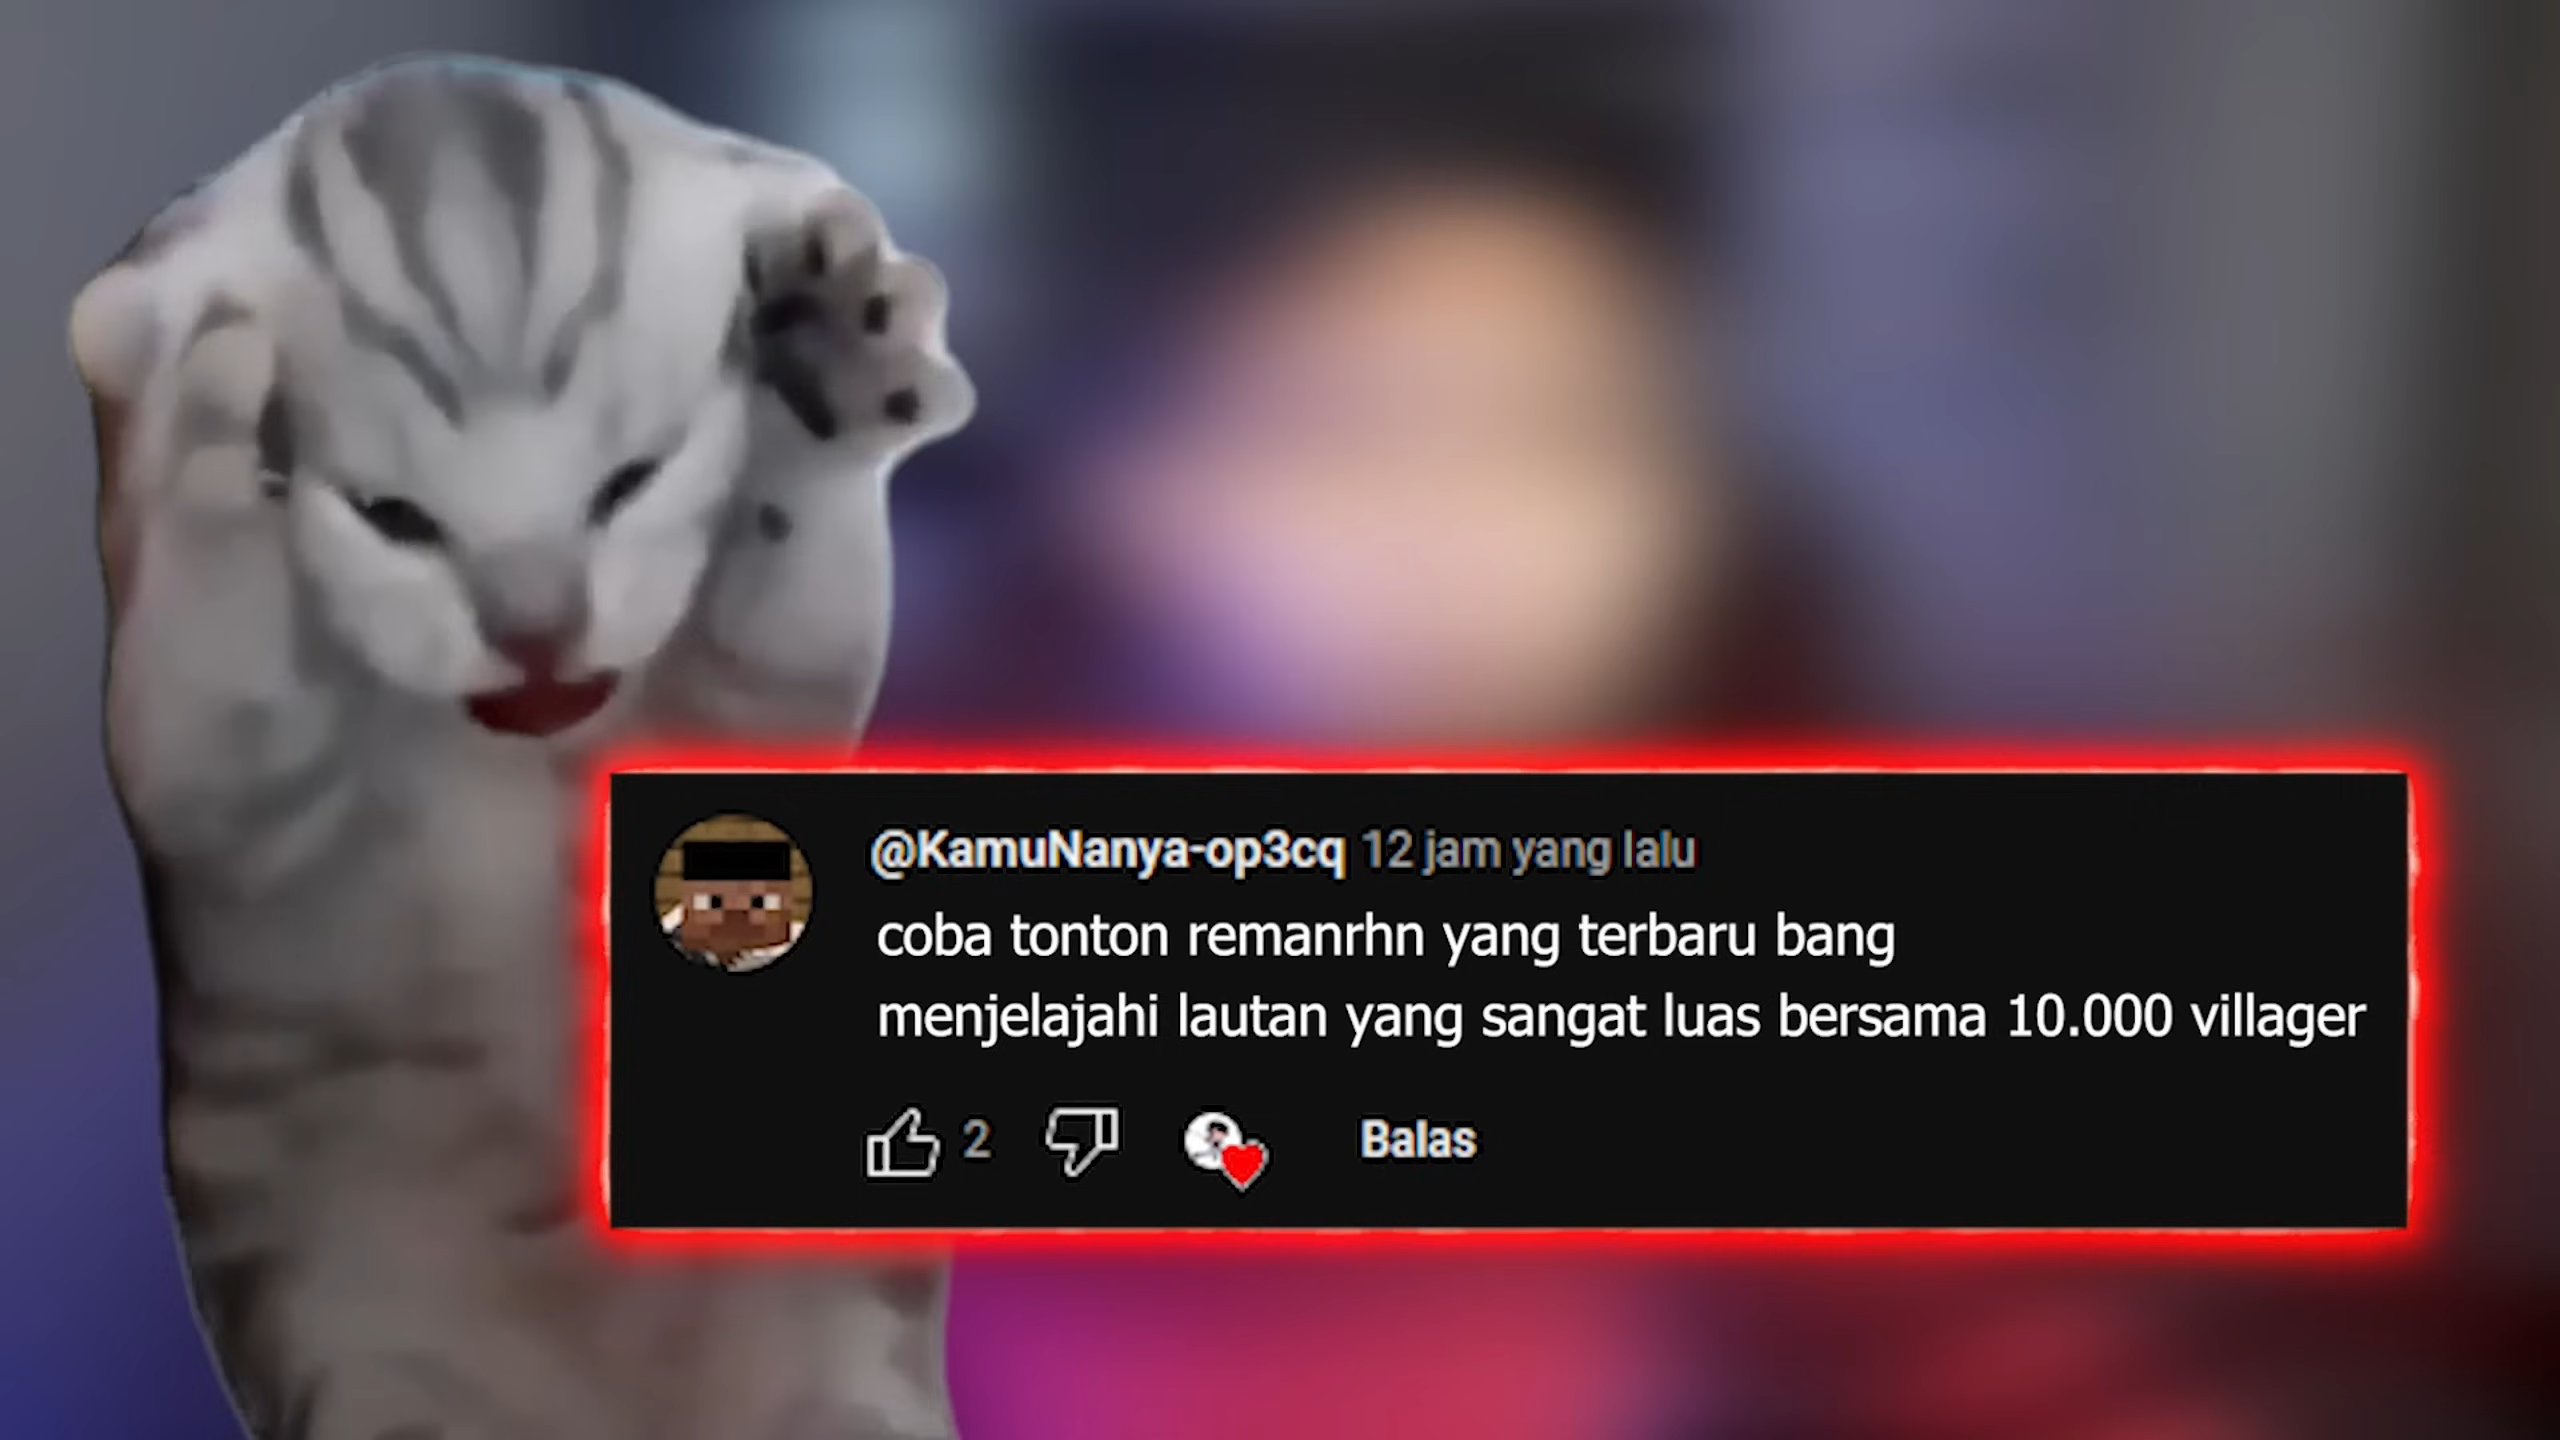 @KamuNanya-op3cq 12 jam yang lalu
coba tonton remanrhn yang terbaru bang
menjelajahi lautan yang sangat luas bersama 10.000 villager
2 Balas